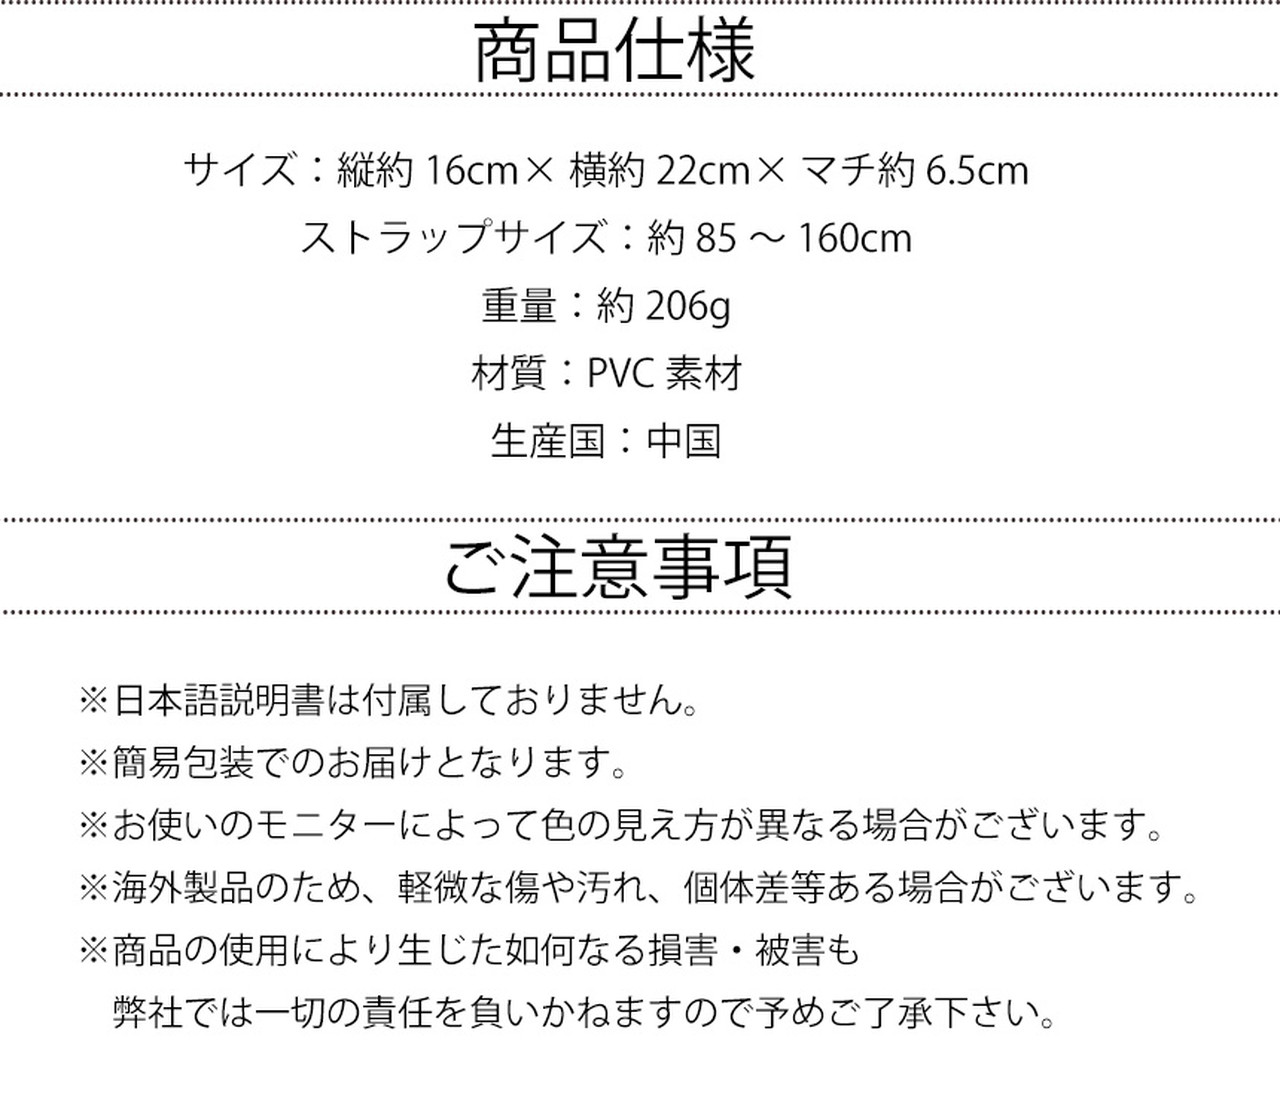 商品仕様
サイズ：縦約 16cm× 横約 22cm× マチ約 6.5cm
ストラップサイズ：約 85 ～ 160cm
重量：約 206g
材質：PVC 素材
生産国：中国
ご注意事項
※日本語説明書は付属しておりません。
※簡易包装でのお届けとなります。
※お使いのモニターによって色の見え方が異なる場合がございます。
※海外製品のため、軽微な傷や汚れ、個体差等ある場合がございます。
※商品の使用により生じた如何なる損害・被害も
弊社では一切の責任を負いかねますので予めご了承下さい。